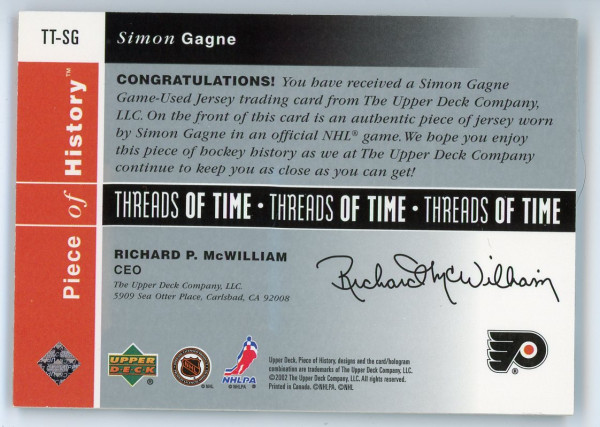 TT-SG
Simon Gagne
Piece of History™
CONGRATULATIONS! You have received a Simon Gagne
Game-Used Jersey trading card from The Upper Deck Company,
LLC. On the front of this card is an authentic piece of jersey worn
by Simon Gagne in an official NHL® game. We hope you enjoy
this piece of hockey history as we at The Upper Deck Company
continue to keep you as close as you can get!
THREADS OF TIME • THREADS OF TIME • THREADS OF TIME
RICHARD P. McWILLIAM
CEO
The Upper Deck Company, LLC.
5909 Sea Otter Place, Carlsbad, CA 92008
Richard McWilliam
UPPER
DECK
®
©NHL
NHLPA
©NHLPA
Upper Deck, Piece of History, designs and the card/hologram
combination are trademarks of The Upper Deck Company, LLC.
©2002 The Upper Deck Company, LLC. All rights reserved.
Printed in Canada. ©NHLPA. ©NHL